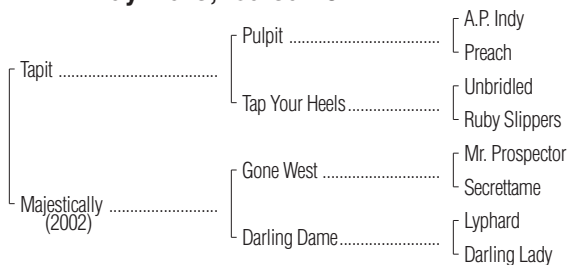 A.P. Indy
Pulpit
Preach
Tapit
Unbridled
Tap Your Heels
Ruby Slippers
Mr. Prospector
Gone West
Secrettame
Majestically
(2002)
Lyphard
Darling Dame
Darling Lady